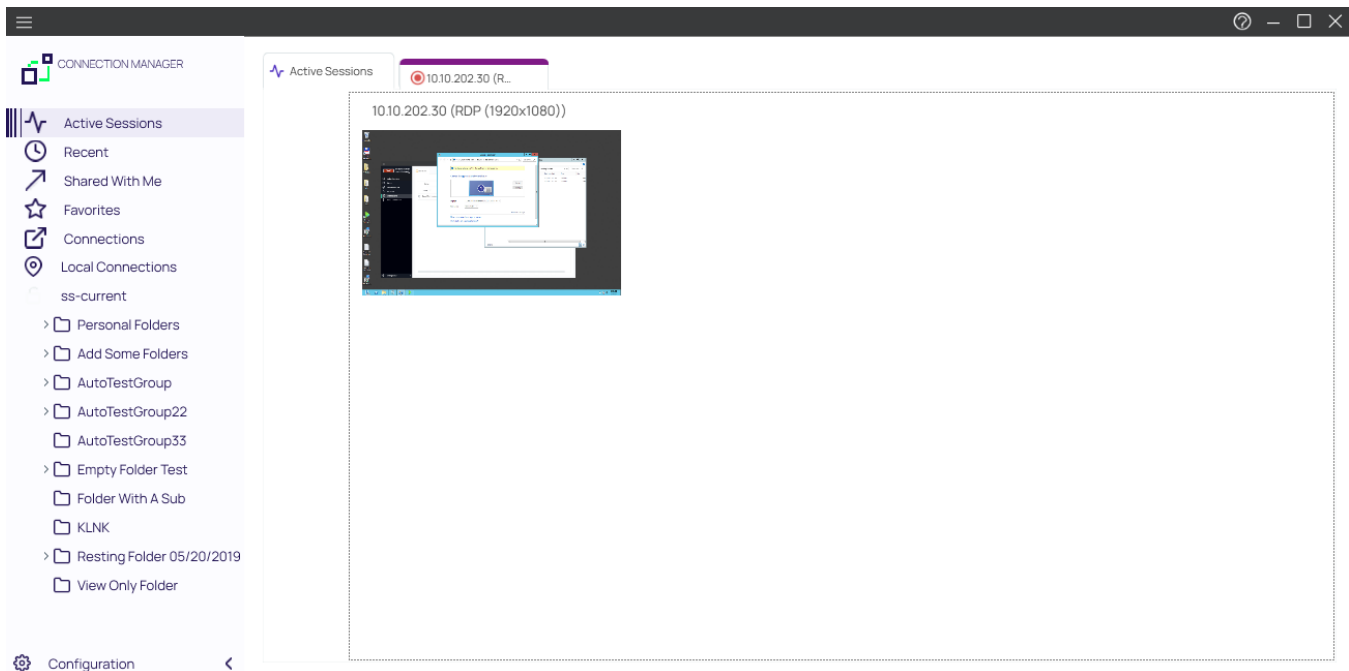 CONNECTION MANAGER
Active Sessions
Recent
Shared With Me
Favorites
Connections
Local Connections
ss-current
Personal Folders
Add Some Folders
AutoTestGroup
AutoTestGroup22
AutoTestGroup33
Empty Folder Test
Folder With A Sub
KLNK
Resting Folder 05/20/2019
View Only Folder
Configuration
Active Sessions
10.10.202.30 (R...
10.10.202.30 (RDP (1920x1080))